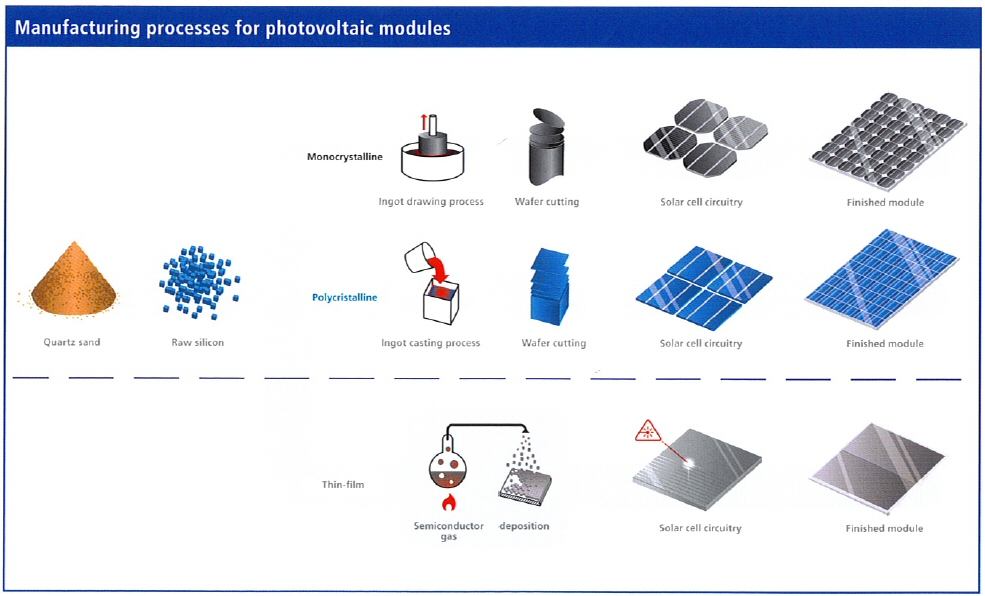 Manufacturing processes for photovoltaic modules
Monocrystalline
Ingot drawing process
Wafer cutting
Solar cell circuitry
Finished module
Quartz sand
Raw silicon
Polycristalline
Ingot casting process
Wafer cutting
Solar cell circuitry
Finished module
Thin-film
Semiconductor
gas
-deposition
Solar cell circuitry
Finished module